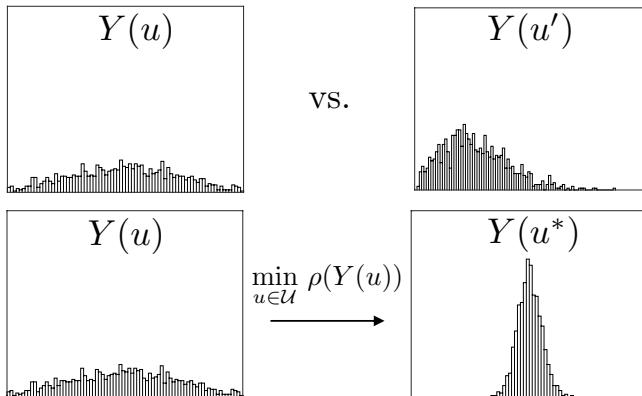 Y(u)
vs.
Y(u′)
Y(u)
min ρ(Y(u))
u∈𝒰
Y(u*)